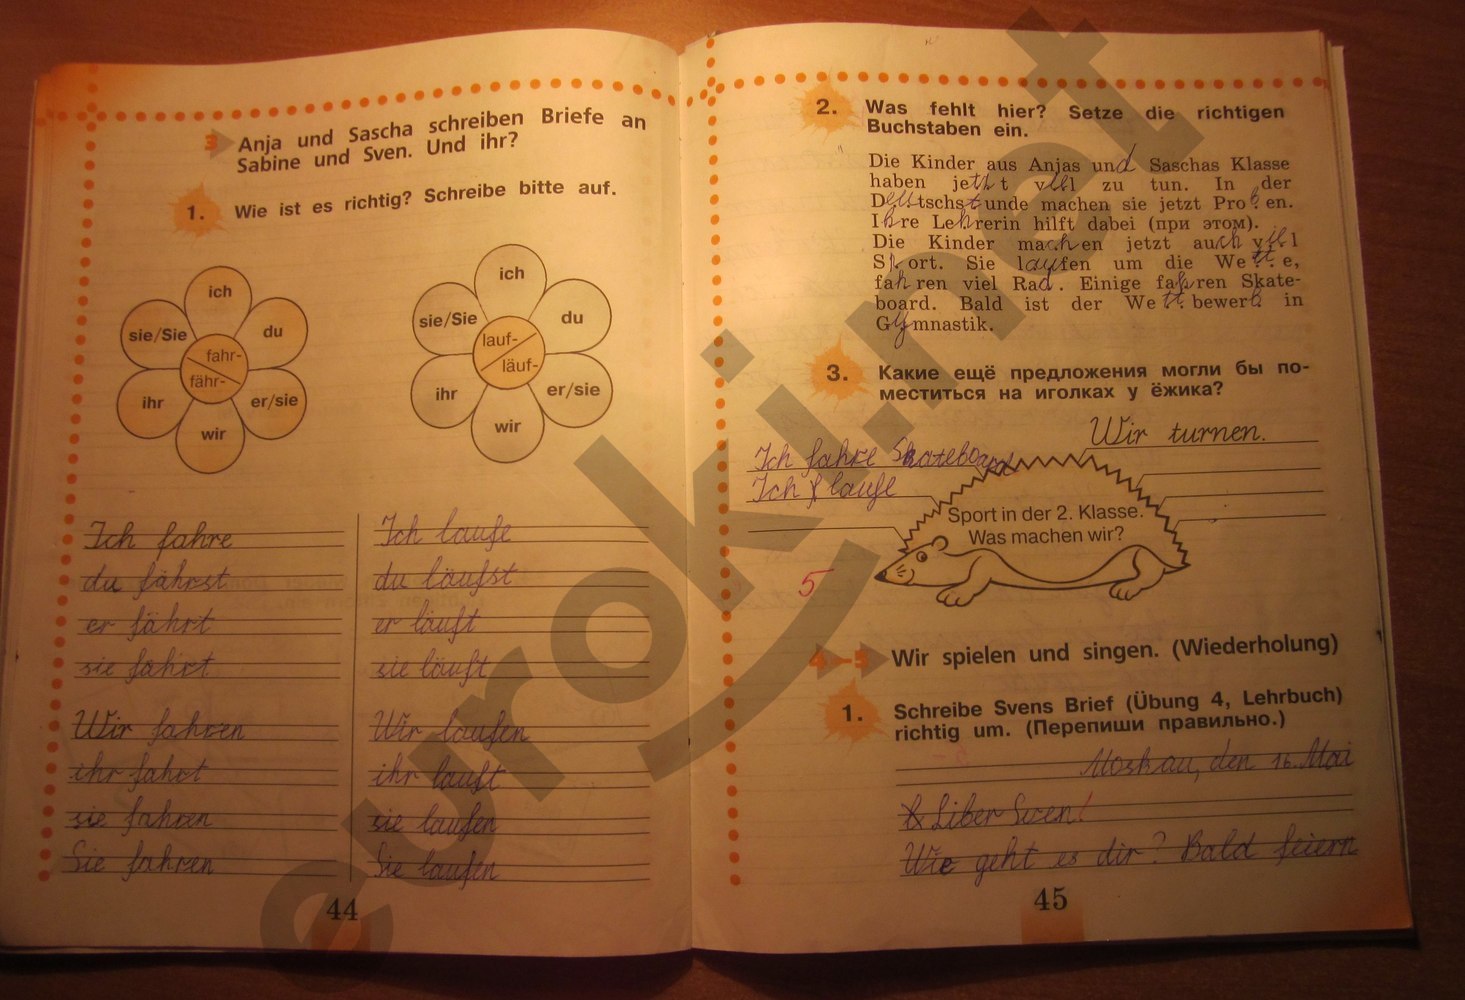 3 Anja und Sascha schreiben Briefe an
Sabine und Sven. Und ihr?
1. Wie ist es richtig? Schreibe bitte auf.
ich
du
er/sie
wir
ihr
sie/Sie
fahr-
fähr-
ich
du
er/sie
wir
ihr
sie/Sie
lauf-
läuf-
Ich fahre
du fährst
er fährt
sie fährt
Wir fahren
ihr fahrt
sie fahren
Sie fahren
Ich laufe
du läufst
er läuft
sie läuft
Wir laufen
ihr lauft
sie laufen
Sie laufen
44
2. Was fehlt hier? Setze die richtigen
Buchstaben ein.
Die Kinder aus Anjas und Saschas Klasse
haben jetzt viel zu tun. In der
Deutschstunde machen sie jetzt Proben.
Ihre Lehrerin hilft dabei (при этом).
Die Kinder machen jetzt auch viel
Sport. Sie laufen um die Wette,
fahren viel Rad. Einige fahren Skate-
board. Bald ist der Wettbewerb in
Gymnastik.
3. Какие ещё предложения могли бы по-
меститься на иголках у ёжика?
Wir turnen.
Ich fahre Skateboard
Ich laufe
Sport in der 2. Klasse.
Was machen wir?
5
4–5 Wir spielen und singen. (Wiederholung)
1. Schreibe Svens Brief (Übung 4, Lehrbuch)
richtig um. (Перепиши правильно.)
Moskau, den 16. Mai
Liber Sven!
Wie geht es dir? Bald feiern
45
euroki.net